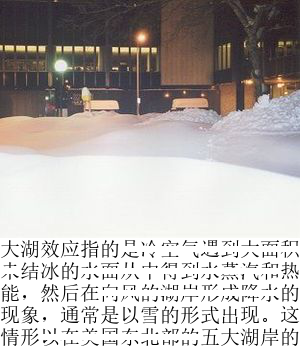 大湖效应指的是冷空气遇到大面积
未结冰的水面从中得到水蒸汽和热
能，然后在向风的湖岸形成降水的
现象，通常是以雪的形式出现。这
情形以在美国东北部的五大湖岸的